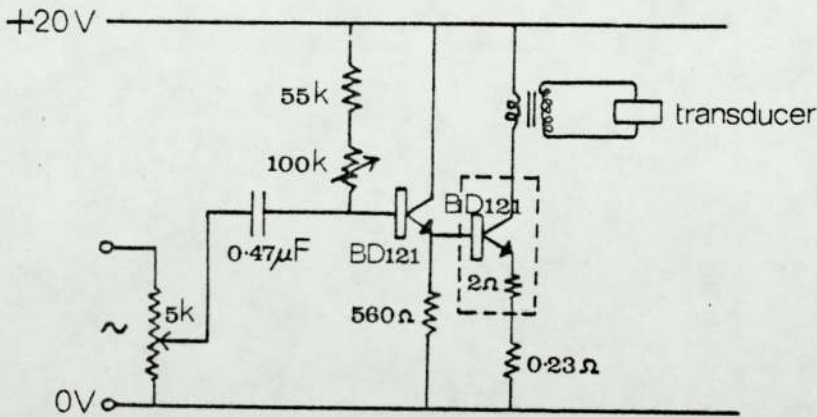 +20V
55k
100k
transducer
BD121
0.47µF
BD121
2Ω
5k
560Ω
~
0.23Ω
0V